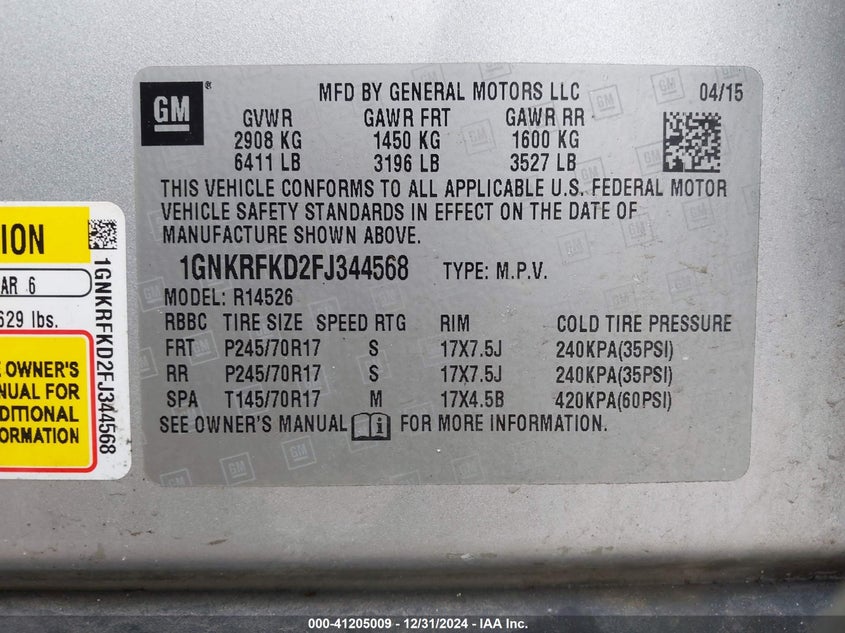 GM
®
MFD BY GENERAL MOTORS LLC
04/15
GVWR GAWR FRT GAWR RR
2908 KG 1450 KG 1600 KG
6411 LB 3196 LB 3527 LB
THIS VEHICLE CONFORMS TO ALL APPLICABLE U.S. FEDERAL MOTOR
VEHICLE SAFETY STANDARDS IN EFFECT ON THE DATE OF
MANUFACTURE SHOWN ABOVE.
1GNKRFKD2FJ344568 TYPE: M.P.V.
MODEL: R14526
RBBC TIRE SIZE SPEED RTG RIM COLD TIRE PRESSURE
FRT P245/70R17 S 17X7.5J 240KPA(35PSI)
RR P245/70R17 S 17X7.5J 240KPA(35PSI)
SPA T145/70R17 M 17X4.5B 420KPA(60PSI)
SEE OWNER'S MANUAL FOR MORE INFORMATION.
ION
AR 6
629 lbs.
E OWNER'S
NUAL FOR
DITIONAL
ORMATION
1GNKRFKD2FJ344568
000-41205009 - 12/31/2024 - IAA Inc.